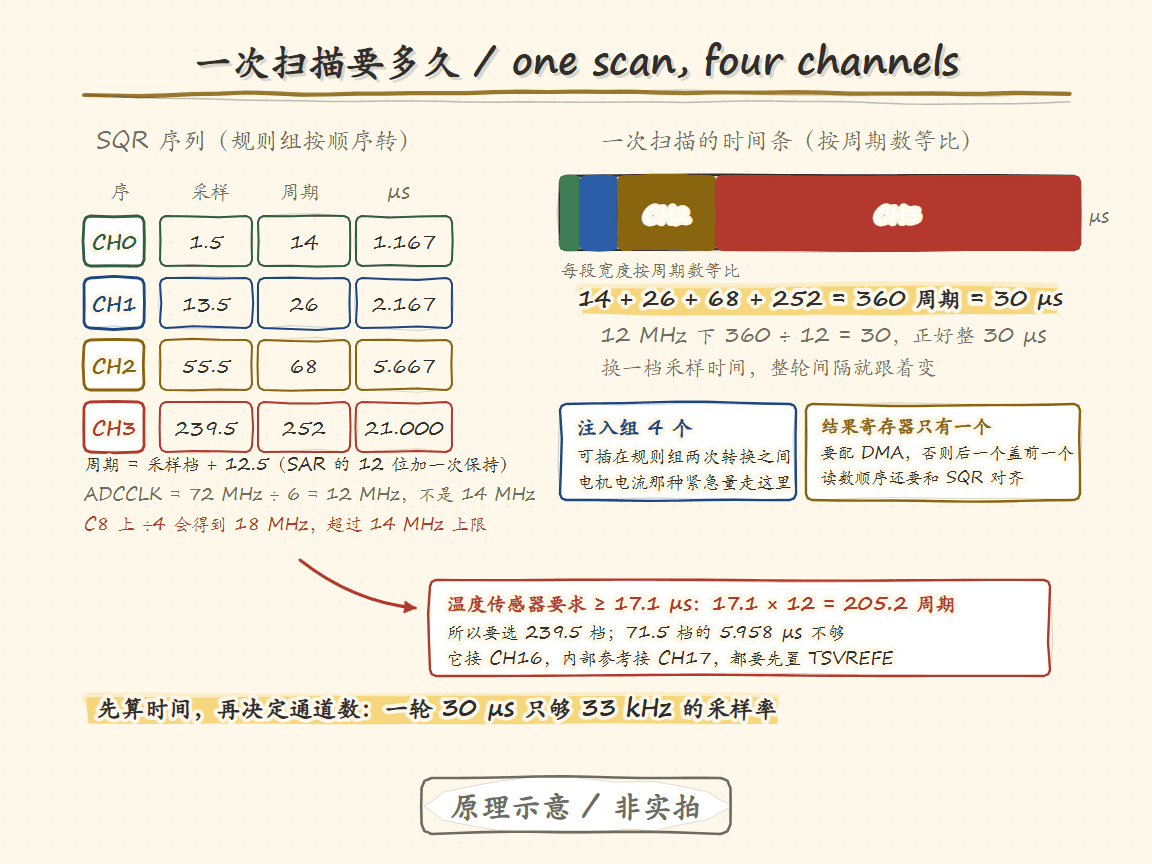 一次扫描要多久 / one scan, four channels
SQR 序列（规则组按顺序转）
序 采样 周期 µs
CH0 1.5 14 1.167
CH1 13.5 26 2.167
CH2 55.5 68 5.667
CH3 239.5 252 21.000
周期 = 采样档 + 12.5（SAR 的 12 位加一次保持）
ADCCLK = 72 MHz ÷ 6 = 12 MHz，不是 14 MHz
C8 上 ÷4 会得到 18 MHz，超过 14 MHz 上限
一次扫描的时间条（按周期数等比）
CH2 CH3 µs
每段宽度按周期数等比
14 + 26 + 68 + 252 = 360 周期 = 30 µs
12 MHz 下 360 ÷ 12 = 30，正好整 30 µs
换一档采样时间，整轮间隔就跟着变
注入组 4 个
可插在规则组两次转换之间
电机电流那种紧急量走这里
结果寄存器只有一个
要配 DMA，否则后一个盖前一个
读数顺序还要和 SQR 对齐
温度传感器要求 ≥ 17.1 µs：17.1 × 12 = 205.2 周期
所以要选 239.5 档；71.5 档的 5.958 µs 不够
它接 CH16，内部参考接 CH17，都要先置 TSVREFE
先算时间，再决定通道数：一轮 30 µs 只够 33 kHz 的采样率
原理示意 / 非实拍